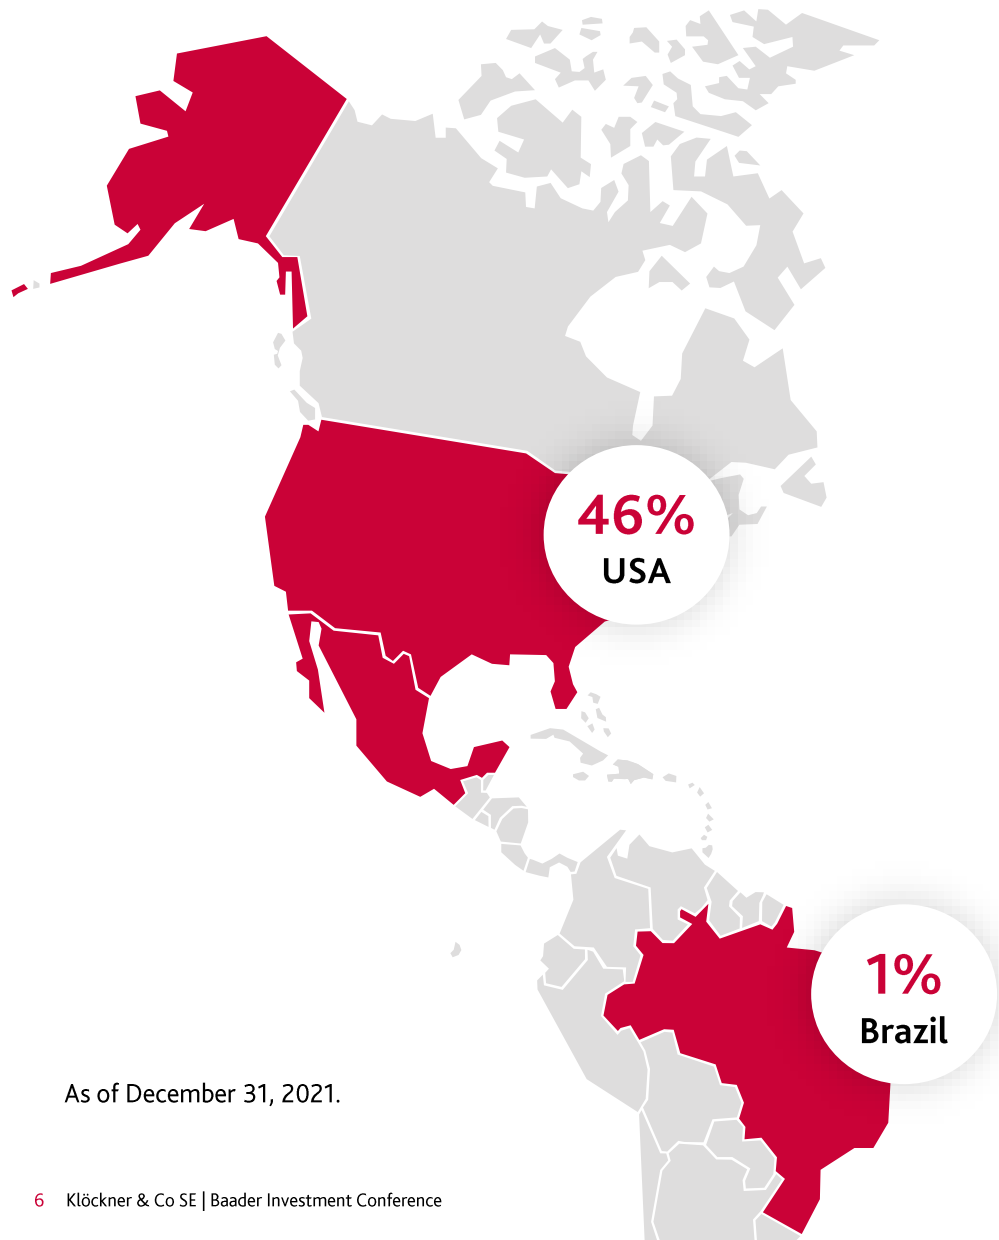 46%
USA
1%
Brazil
As of December 31, 2021.
6 Klöckner & Co SE | Baader Investment Conference